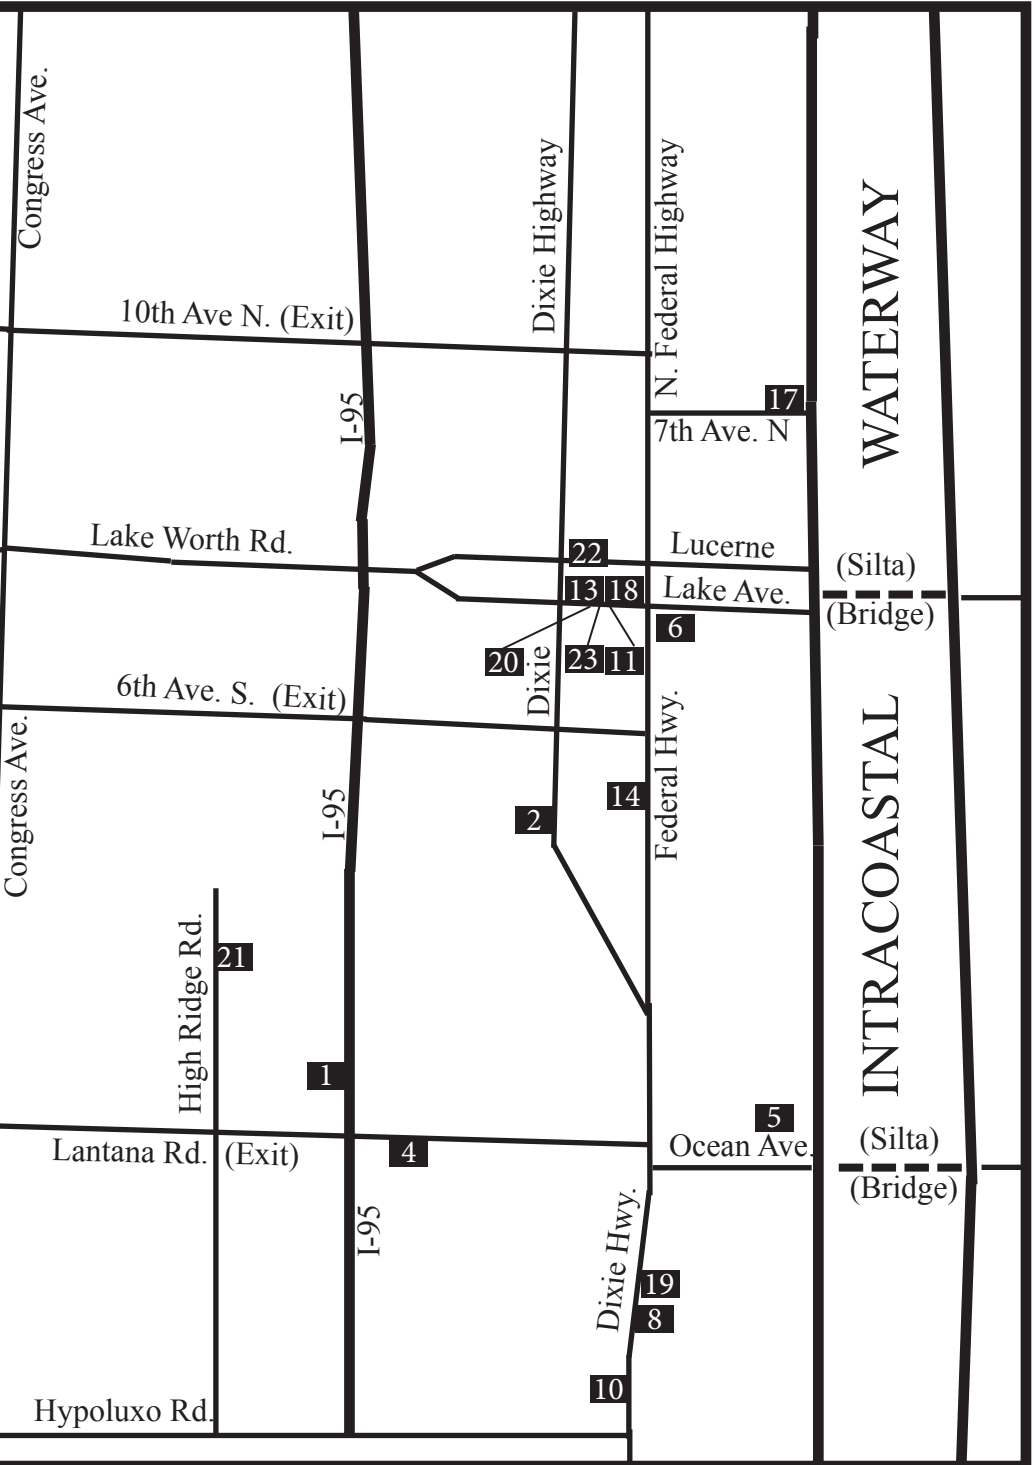 Congress Ave.
Dixie Highway
N. Federal Highway
WATERWAY
10th Ave N. (Exit)
I-95
17
7th Ave. N
Lake Worth Rd.
22
Lucerne
(Silta)
13
18
Lake Ave.
(Bridge)
6
20
23
11
Dixie
6th Ave. S. (Exit)
Federal Hwy.
INTRACOASTAL
Congress Ave.
I-95
14
2
High Ridge Rd.
21
1
5
Lantana Rd. (Exit)
4
Ocean Ave.
(Silta)
(Bridge)
I-95
Dixie Hwy.
19
8
10
Hypoluxo Rd.